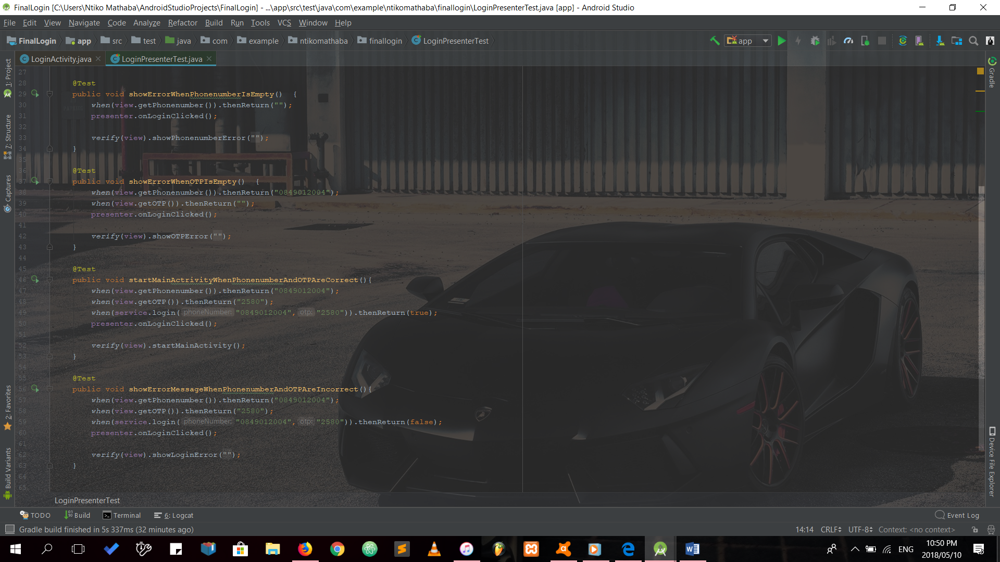 FinalLogin [C:\Users\Ntiko Mathaba\AndroidStudioProjects\FinalLogin] - ...\app\src\test\java\com\example\ntikomathaba\finallogin\LoginPresenterTest.java [app] - Android Studio
File Edit View Navigate Code Analyze Refactor Build Run Tools VCS Window Help
FinalLogin app src test java com example ntikomathaba finallogin LoginPresenterTest app
LoginActivity.java LoginPresenterTest.java
1: Project
7: Structure
Captures
2: Favorites
Build Variants
27
28 @Test
29 public void showErrorWhenPhonenumberIsEmpty() {
30 when(view.getPhonenumber()).thenReturn("");
31 presenter.onLoginClicked();
32
33 verify(view).showPhonenumberError("");
34 }
35
36 @Test
37 public void showErrorWhenOTPIsEmpty() {
38 when(view.getPhonenumber()).thenReturn("0849012004");
39 when(view.getOTP()).thenReturn("");
40 presenter.onLoginClicked();
41
42 verify(view).showOTPError("");
43 }
44
45 @Test
46 public void startMainActrivityWhenPhonenumberAndOTPAreCorrect(){
47 when(view.getPhonenumber()).thenReturn("0849012004");
48 when(view.getOTP()).thenReturn("2580");
49 when(service.login( phoneNumber: "0849012004", otp: "2580")).thenReturn(true);
50 presenter.onLoginClicked();
51
52 verify(view).startMainActivity();
53 }
54
55 @Test
56 public void showErrorMessageWhenPhonenumberAndOTPAreIncorrect(){
57 when(view.getPhonenumber()).thenReturn("0849012004");
58 when(view.getOTP()).thenReturn("2580");
59 when(service.login( phoneNumber: "0849012004", otp: "2580")).thenReturn(false);
60 presenter.onLoginClicked();
61
62 verify(view).showLoginError("");
63 }
64
65
Gradle
Device File Explorer
LoginPresenterTest
TODO Build Terminal 6: Logcat Event Log
Gradle build finished in 5s 337ms (32 minutes ago) 14:14 CRLF UTF-8 Context: <no context>
ENG 10:50 PM
2018/05/10